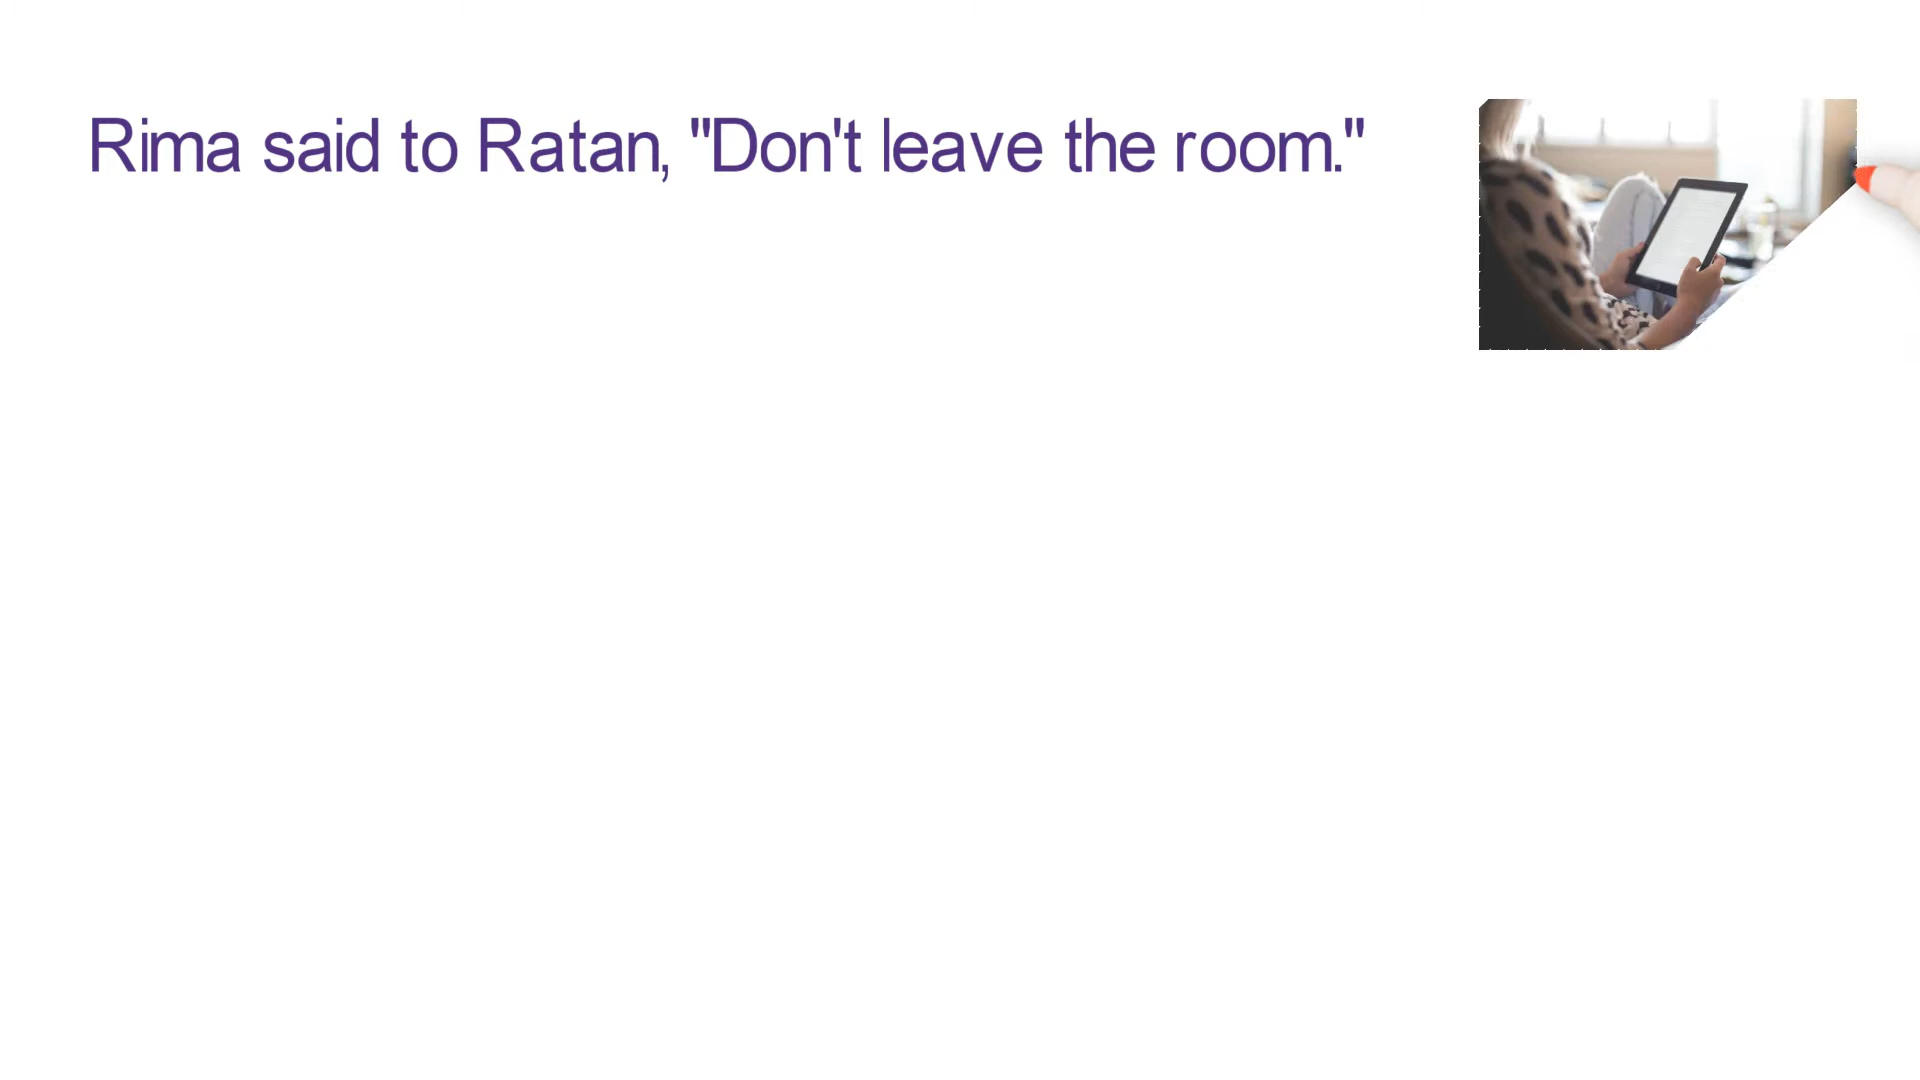 Rima said to Ratan, "Don't leave the room."